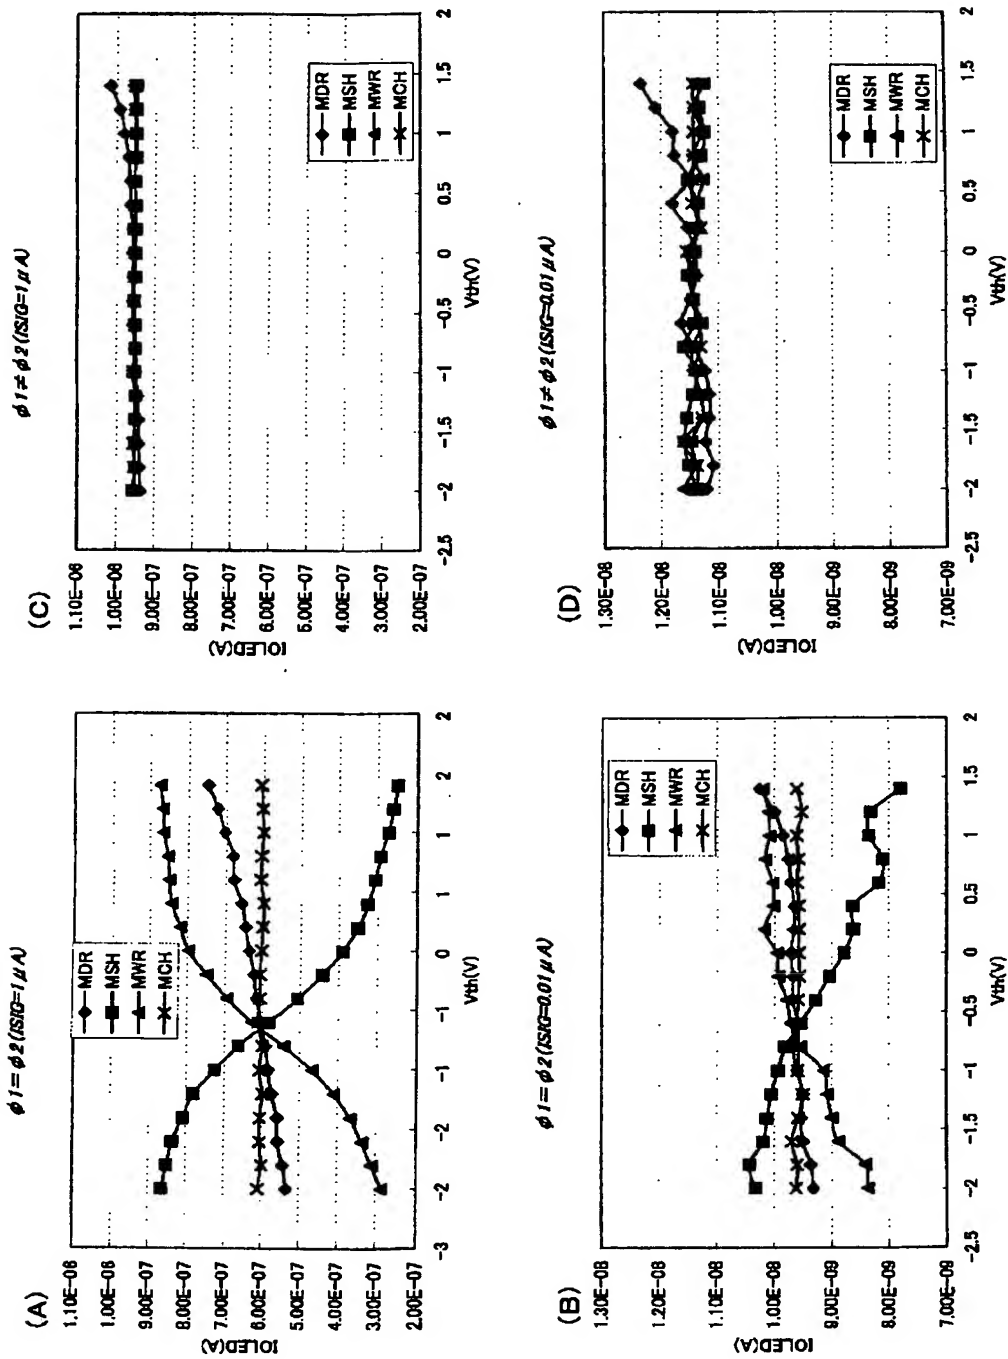 (A)
φ1=φ2(ISIG=1μA)
1.10E-06
1.00E-06
9.00E-07
8.00E-07
7.00E-07
6.00E-07
5.00E-07
4.00E-07
3.00E-07
2.00E-07
IOLED(A)
-3 -2 -2 -1 -1 0 1 1 2 2
Vth(V)
MDR
MSH
MWR
MCH
(C)
φ1≠φ2(ISIG=1μA)
1.10E-06
1.00E-06
9.00E-07
8.00E-07
7.00E-07
6.00E-07
5.00E-07
4.00E-07
3.00E-07
2.00E-07
IOLED(A)
-2.5 -2 -1.5 -1 -0.5 0 0.5 1 1.5 2
Vth(V)
MDR
MSH
MWR
MCH
(B)
φ1=φ2(ISIG=0.01μA)
1.30E-08
1.20E-08
1.10E-08
1.00E-08
9.00E-09
8.00E-09
7.00E-09
IOLED(A)
-2.5 -2 -1.5 -1 -0.5 0 0.5 1 1.5 2
Vth(V)
MDR
MSH
MWR
MCH
(D)
φ1≠φ2(ISIG=0.01μA)
1.30E-08
1.20E-08
1.10E-08
1.00E-08
9.00E-09
8.00E-09
7.00E-09
IOLED(A)
-2.5 -2 -1.5 -1 -0.5 0 0.5 1 1.5 2
Vth(V)
MDR
MSH
MWR
MCH